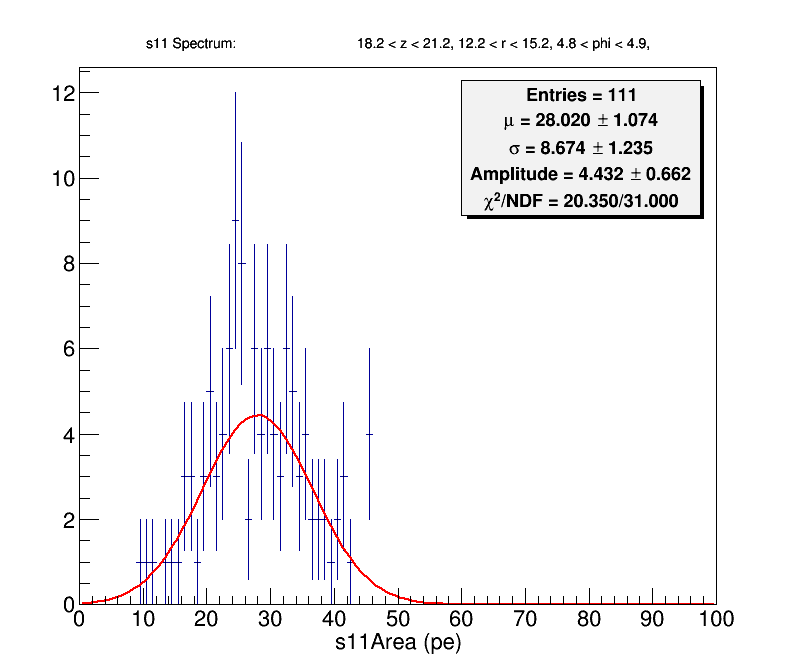 s11 Spectrum: 18.2 < z < 21.2, 12.2 < r < 15.2, 4.8 < phi < 4.9,
Entries = 111
μ = 28.020 ± 1.074
σ = 8.674 ± 1.235
Amplitude = 4.432 ± 0.662
χ²/NDF = 20.350/31.000
12
10
8
6
4
2
0
0 10 20 30 40 50 60 70 80 90 100
s11Area (pe)